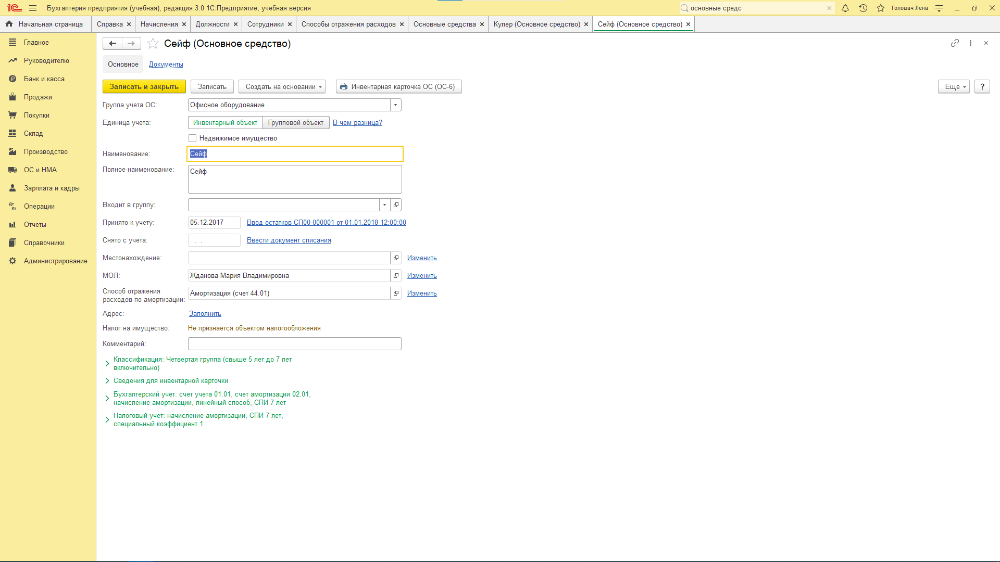 1С Бухгалтерия предприятия (учебная), редакция 3.0 1С:Предприятие, учебная версия
основные средс
Головач Лена
Начальная страница
Справка
Начисления
Должности
Сотрудники
Способы отражения расходов
Основные средства
Кулер (Основное средство)
Сейф (Основное средство)
Главное
Руководителю
Банк и касса
Продажи
Покупки
Склад
Производство
ОС и НМА
Зарплата и кадры
Дт Кт Операции
Отчеты
Справочники
Администрирование
Сейф (Основное средство)
Основное Документы
Записать и закрыть Записать Создать на основании Инвентарная карточка ОС (ОС-6) Еще ?
Группа учета ОС: Офисное оборудование
Единица учета: Инвентарный объект Групповой объект В чем разница?
Недвижимое имущество
Наименование: Сейф
Полное наименование: Сейф
Входит в группу:
Принято к учету: 05.12.2017 Ввод остатков СП00-000001 от 01.01.2018 12:00:00
Снято с учета: . . Ввести документ списания
Местонахождение: Изменить
МОЛ: Жданова Мария Владимировна Изменить
Способ отражения
расходов по амортизации: Амортизация (счет 44.01) Изменить
Адрес: Заполнить
Налог на имущество: Не признается объектом налогообложения
Комментарий:
Классификация: Четвертая группа (свыше 5 лет до 7 лет
включительно)
Сведения для инвентарной карточки
Бухгалтерский учет: счет учета 01.01, счет амортизации 02.01,
начисление амортизации, линейный способ, СПИ 7 лет
Налоговый учет: начисление амортизации, СПИ 7 лет,
специальный коэффициент 1